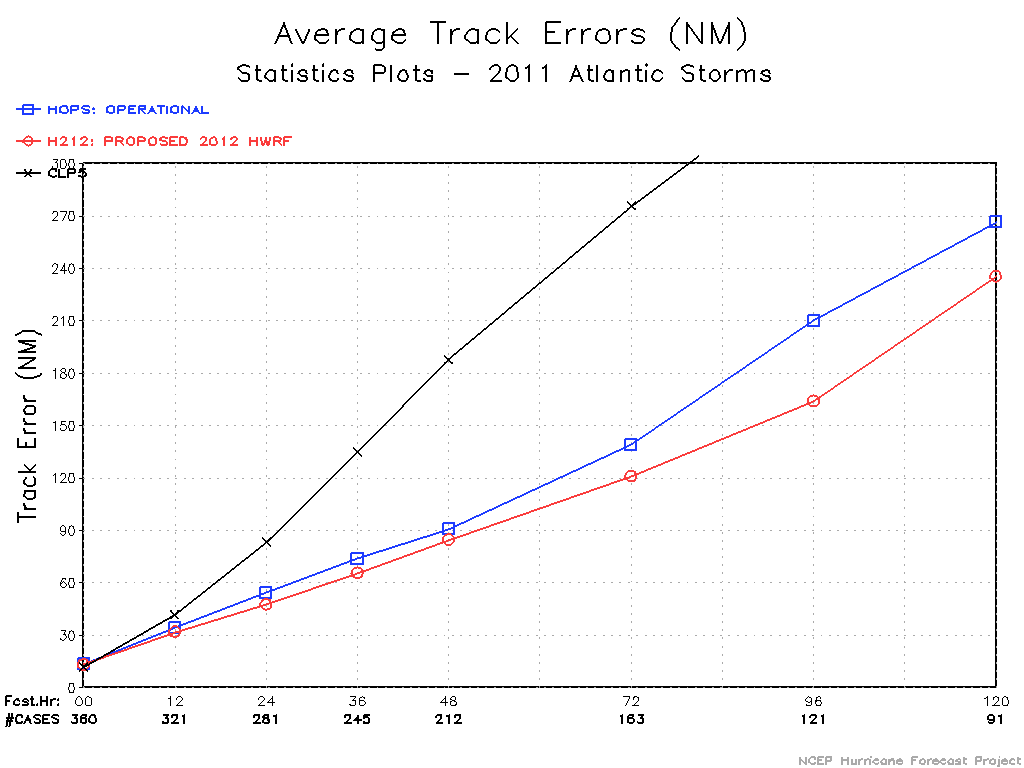 Average Track Errors (NM)
Statistics Plots – 2011 Atlantic Storms
HOPS: OPERATIONAL
H212: PROPOSED 2012 HWRF
CLP5
300
270
240
210
180
150
120
90
60
30
0
Track Error (NM)
Fcst.Hr: 00 12 24 36 48 72 96 120
#CASES 360 321 281 245 212 163 121 91
NCEP Hurricane Forecast Project